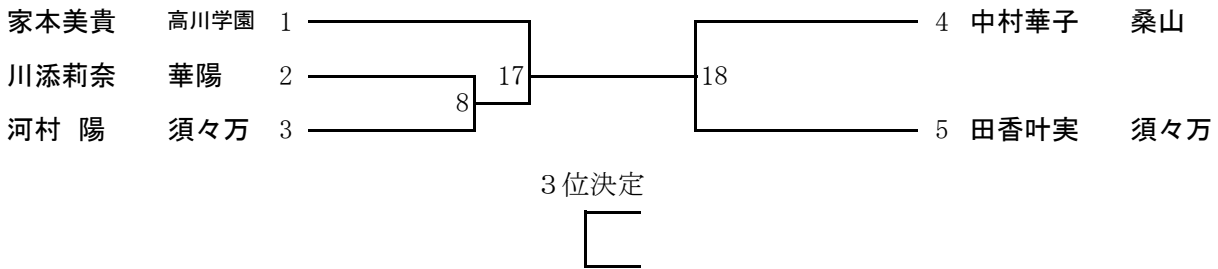 家本美貴 高川学園 1
4 中村華子 桑山
川添莉奈 華陽 2
17
18
8
河村 陽 須々万 3
5 田香叶実 須々万
３位決定